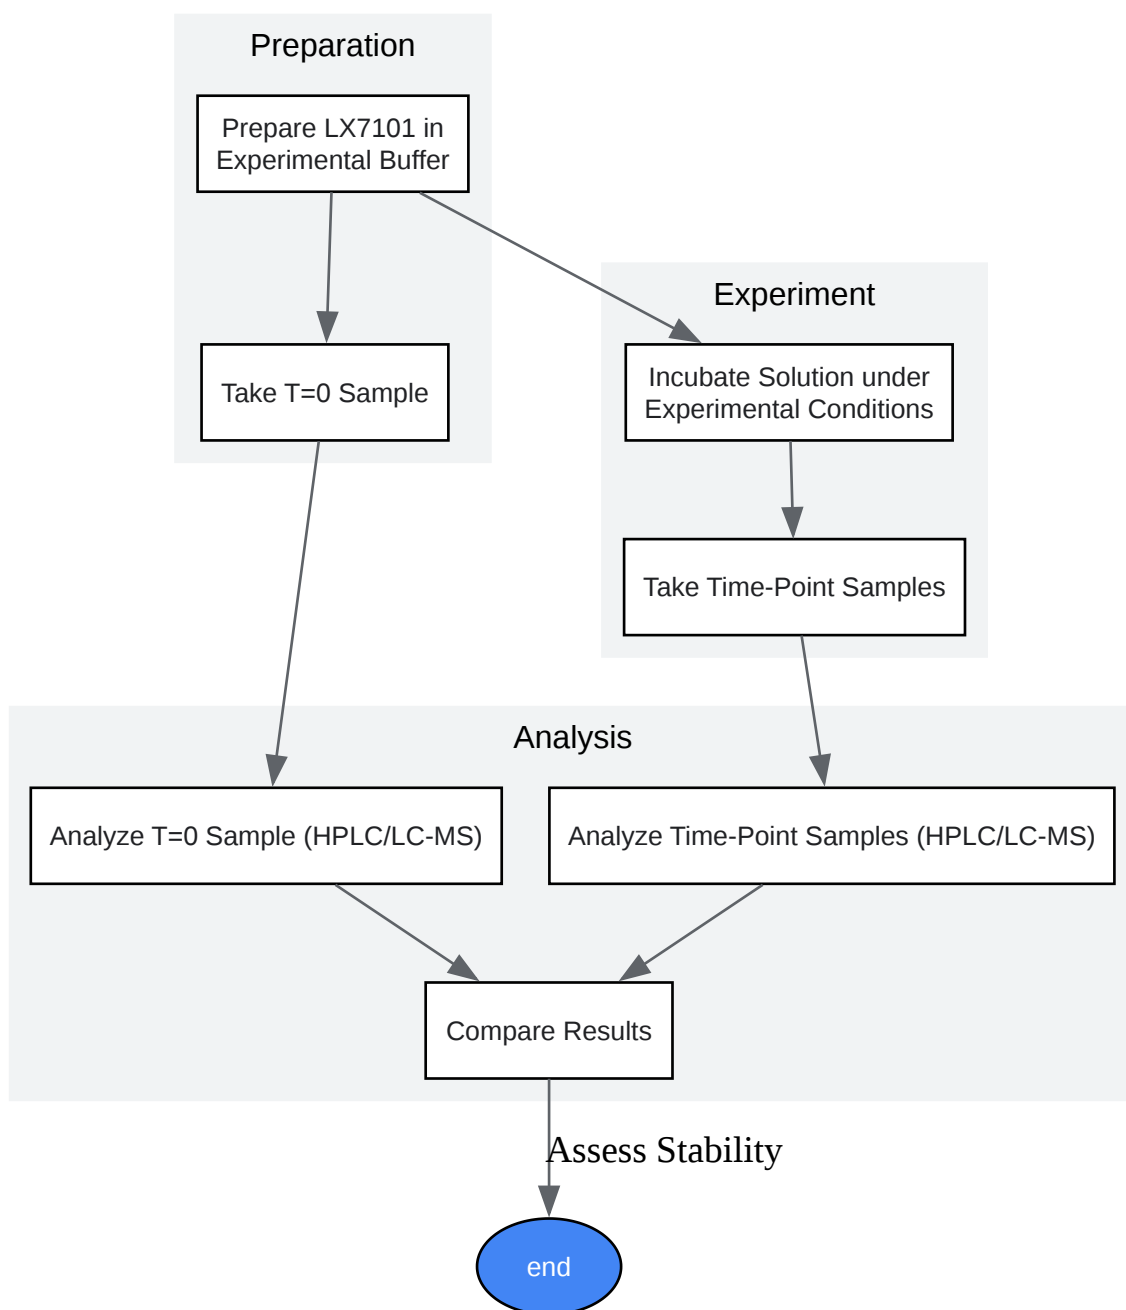 Preparation
Prepare LX7101 in
Experimental Buffer
Experiment
Take T=0 Sample
Incubate Solution under
Experimental Conditions
Take Time-Point Samples
Analysis
Analyze T=0 Sample (HPLC/LC-MS)
Analyze Time-Point Samples (HPLC/LC-MS)
Compare Results
Assess Stability
end